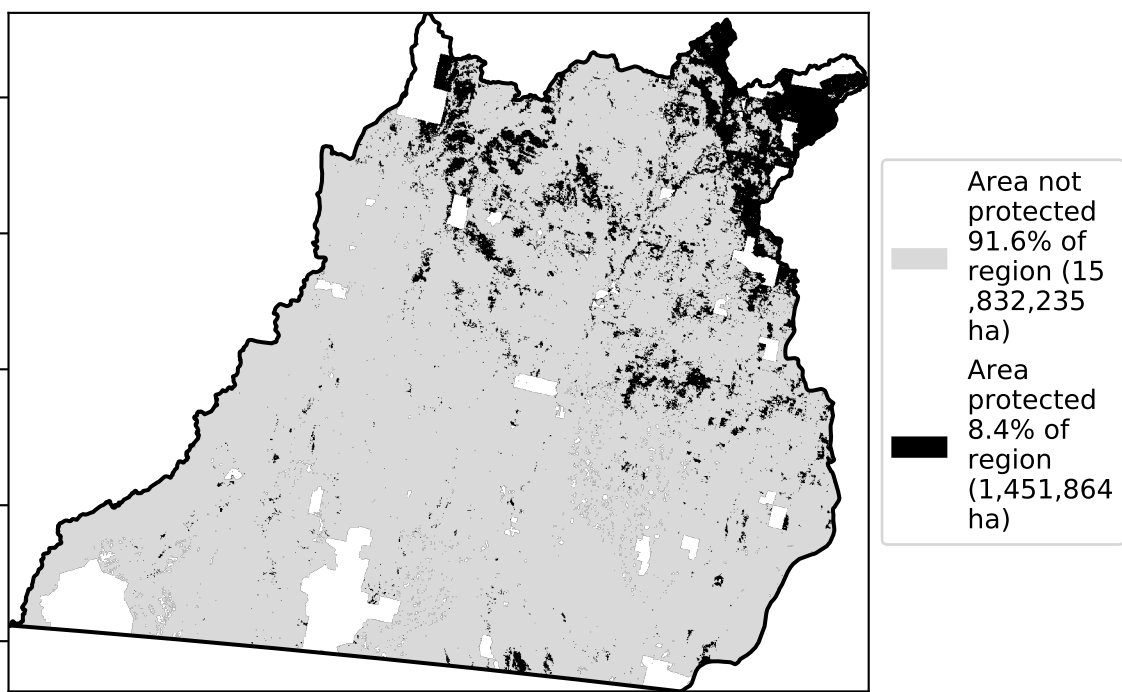 Area not
protected
91.6% of
region (15
,832,235
ha)
Area
protected
8.4% of
region
(1,451,864
ha)